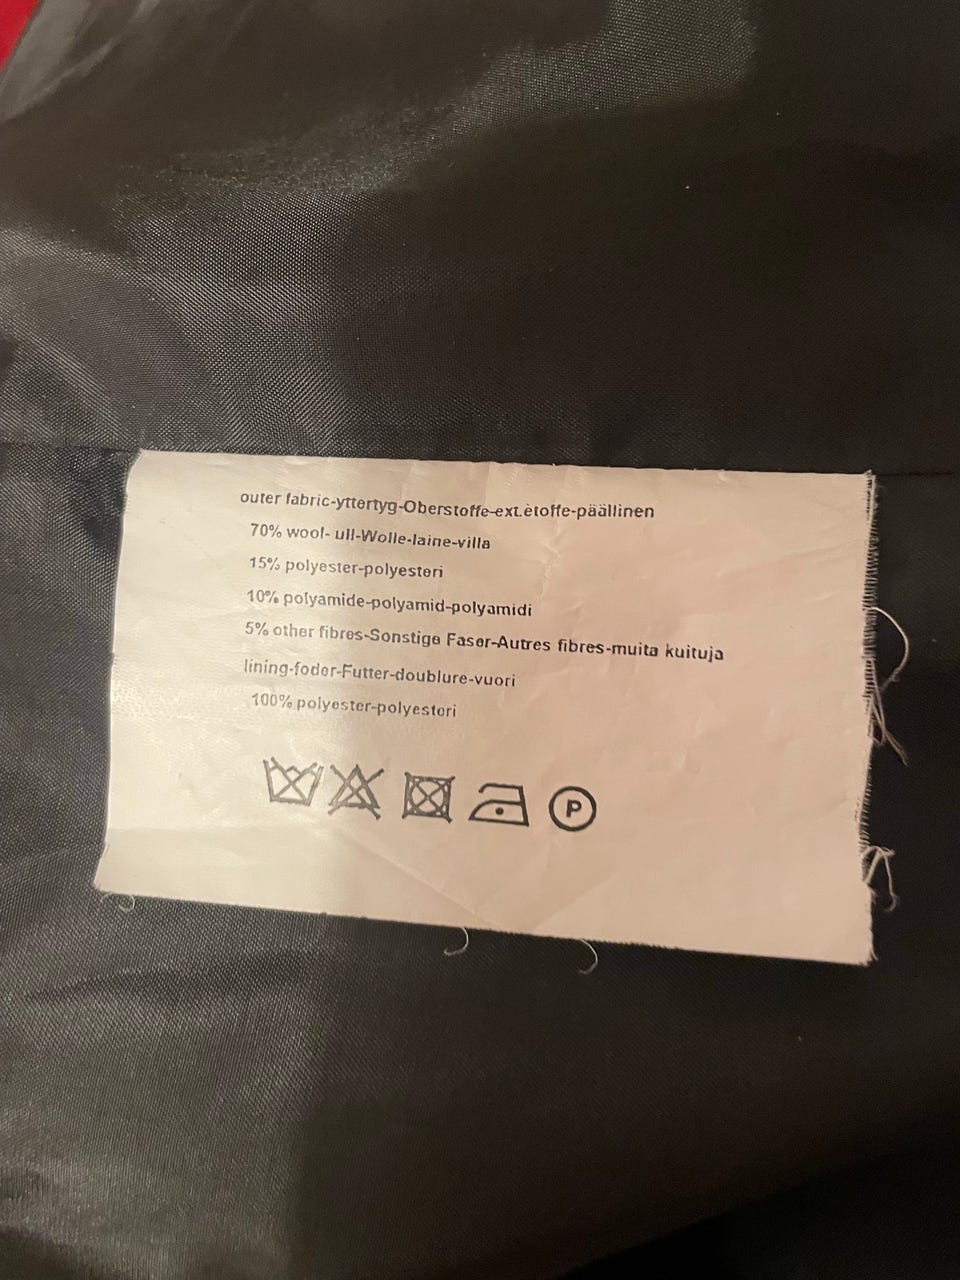 outer fabric-yttertyg-Oberstoffe-ext.ètoffe-päällinen
70% wool- ull-Wolle-laine-villa
15% polyester-polyesteri
10% polyamide-polyamid-polyamidi
5% other fibres-Sonstige Faser-Autres fibres-muita kuituja
lining-foder-Futter-doublure-vuori
100% polyester-polyesteri
P